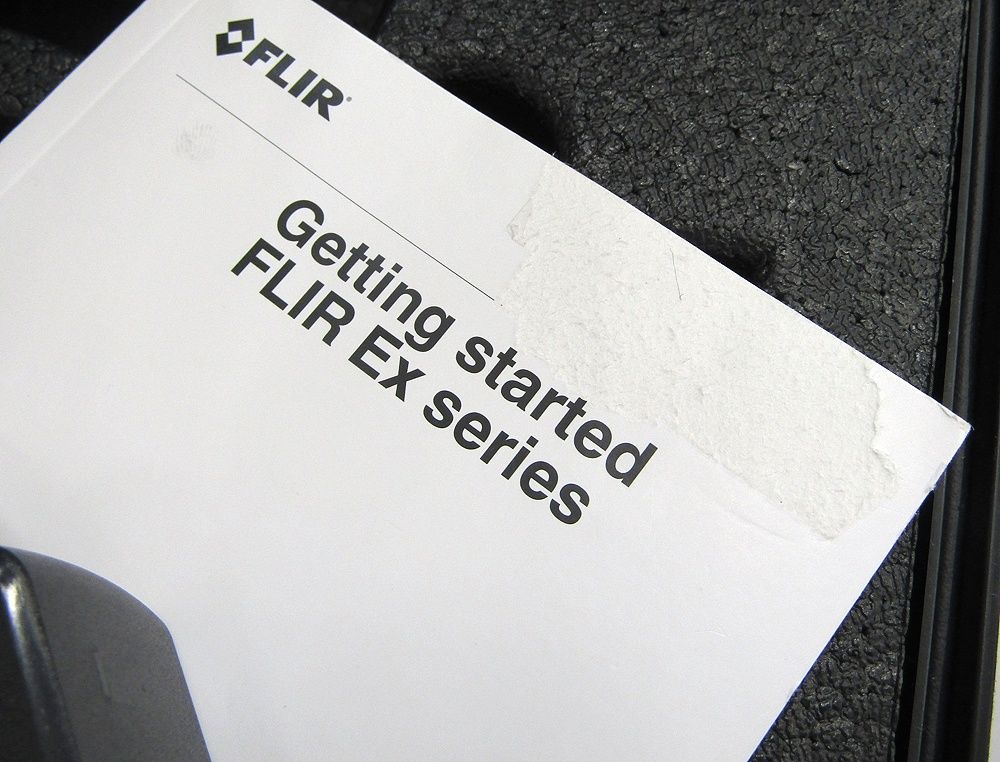 FLIR®
Getting started
FLIR Ex series